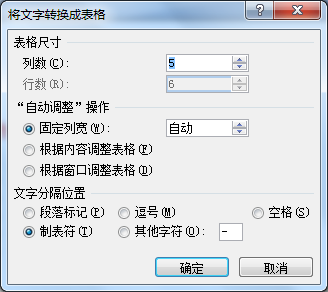 将文字转换成表格
表格尺寸
列数(C): 5
行数(R): 6
“自动调整”操作
固定列宽(W): 自动
根据内容调整表格(F)
根据窗口调整表格(D)
文字分隔位置
段落标记(P) 逗号(M) 空格(S)
制表符(T) 其他字符(O): -
确定 取消